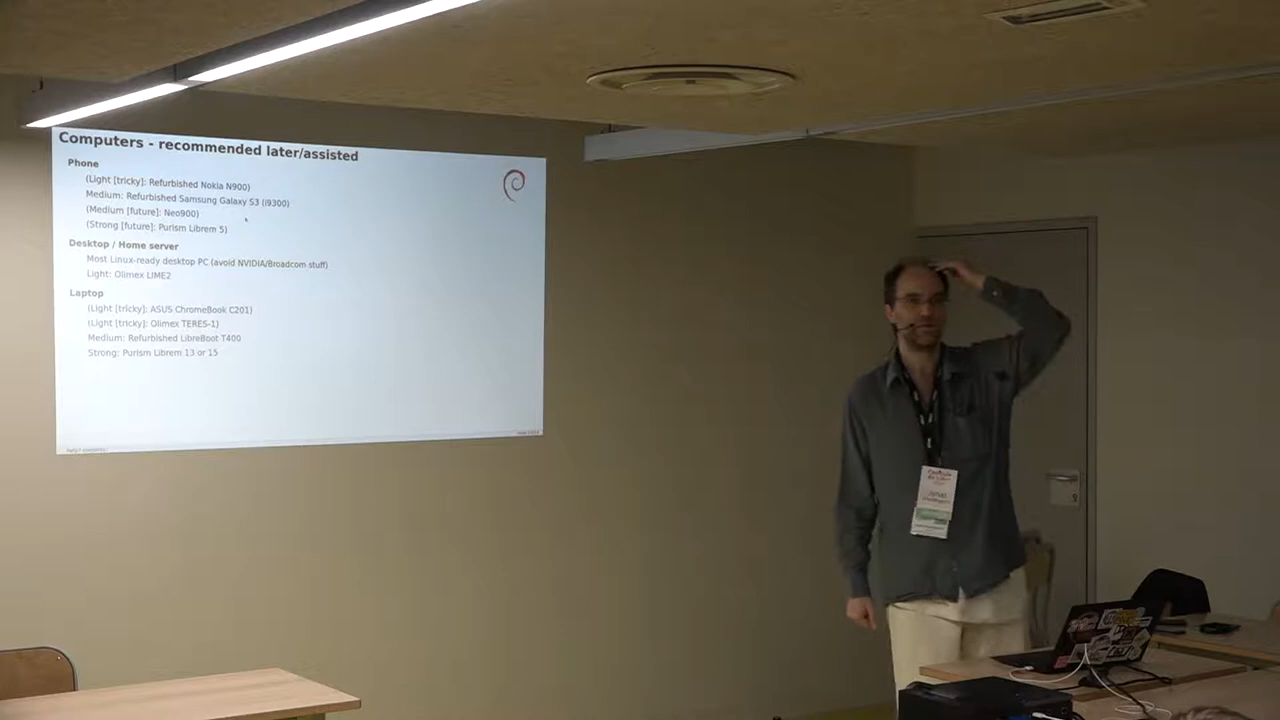 Computers - recommended later/assisted
Phone
(Light [tricky]: Refurbished Nokia N900)
Medium: Refurbished Samsung Galaxy S3 (i9300)
(Medium [future]: Neo900)
(Strong [future]: Purism Librem 5)
Desktop / Home server
Most Linux-ready desktop PC (avoid NVIDIA/Broadcom stuff)
Light: Olimex LIME2
Laptop
(Light [tricky]: ASUS ChromeBook C201)
(Light [tricky]: Olimex TERES-1)
Medium: Refurbished LibreBoot T400
Strong: Purism Librem 13 or 15
Jonas